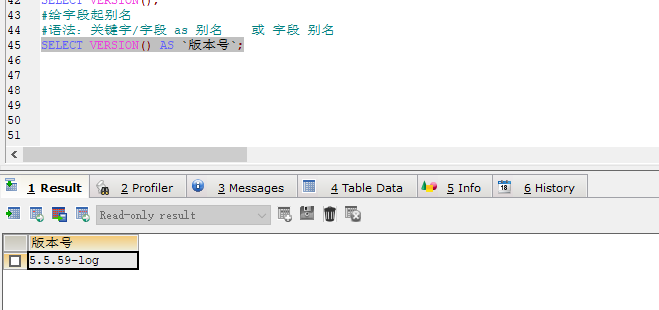 42 SELECT VERSION();
43 #给字段起别名
44 #语法：关键字/字段 as 别名 或 字段 别名
45 SELECT VERSION() AS `版本号`;
46
47
48
49
50
51
1 Result 2 Profiler 3 Messages 4 Table Data 5 Info 6 History
Read-only result
版本号
5.5.59-log